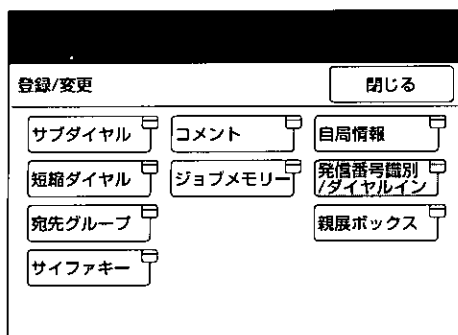 登録/変更 閉じる
サブダイヤル コメント 自局情報
短縮ダイヤル ジョブメモリー 発信番号識別
/ダイヤルイン
宛先グループ 親展ボックス
サイファキー